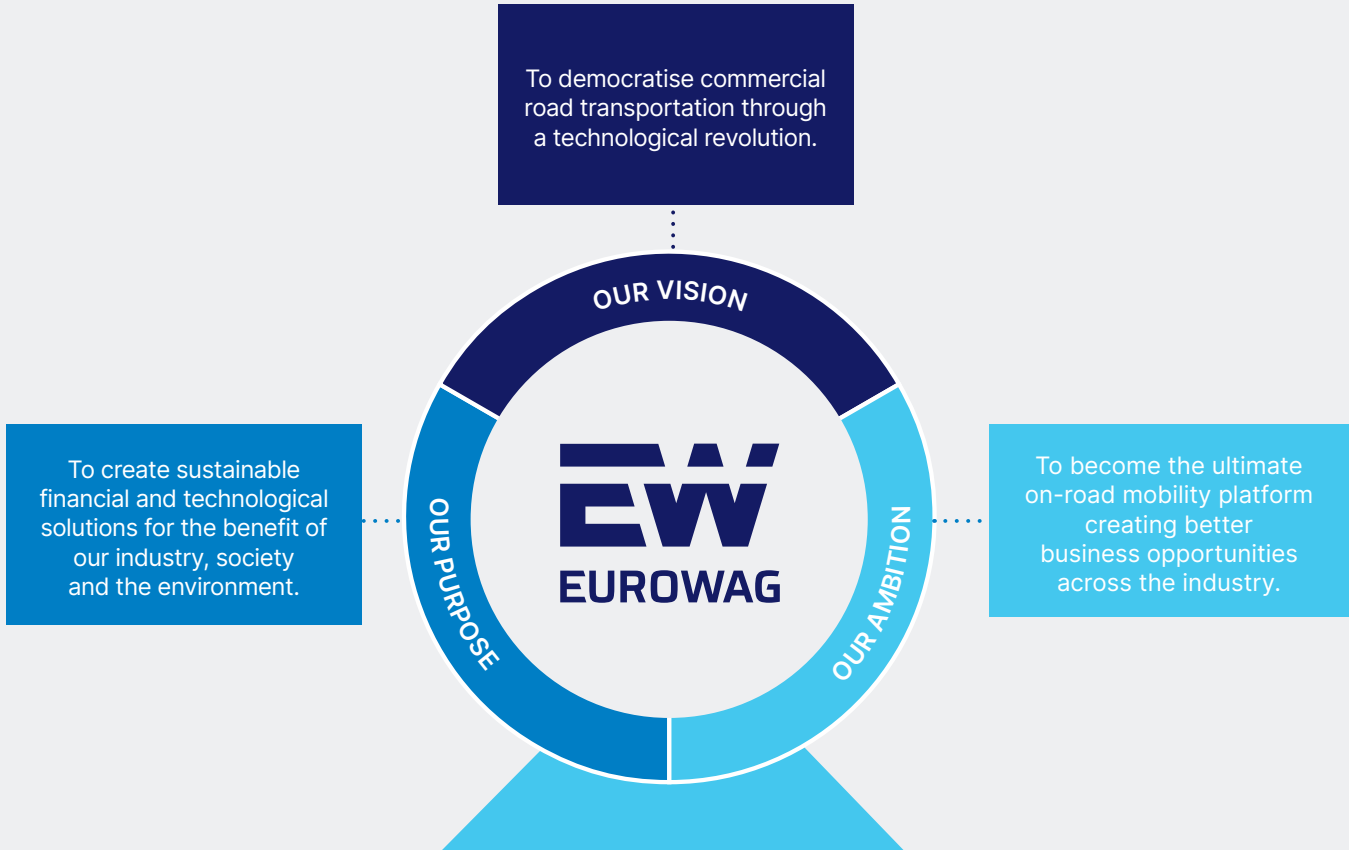 To democratise commercial
road transportation through
a technological revolution.
OUR VISION
To create sustainable
financial and technological
solutions for the benefit of
our industry, society
and the environment.
OUR PURPOSE
EW
EUROWAG
OUR AMBITION
To become the ultimate
on-road mobility platform
creating better
business opportunities
across the industry.